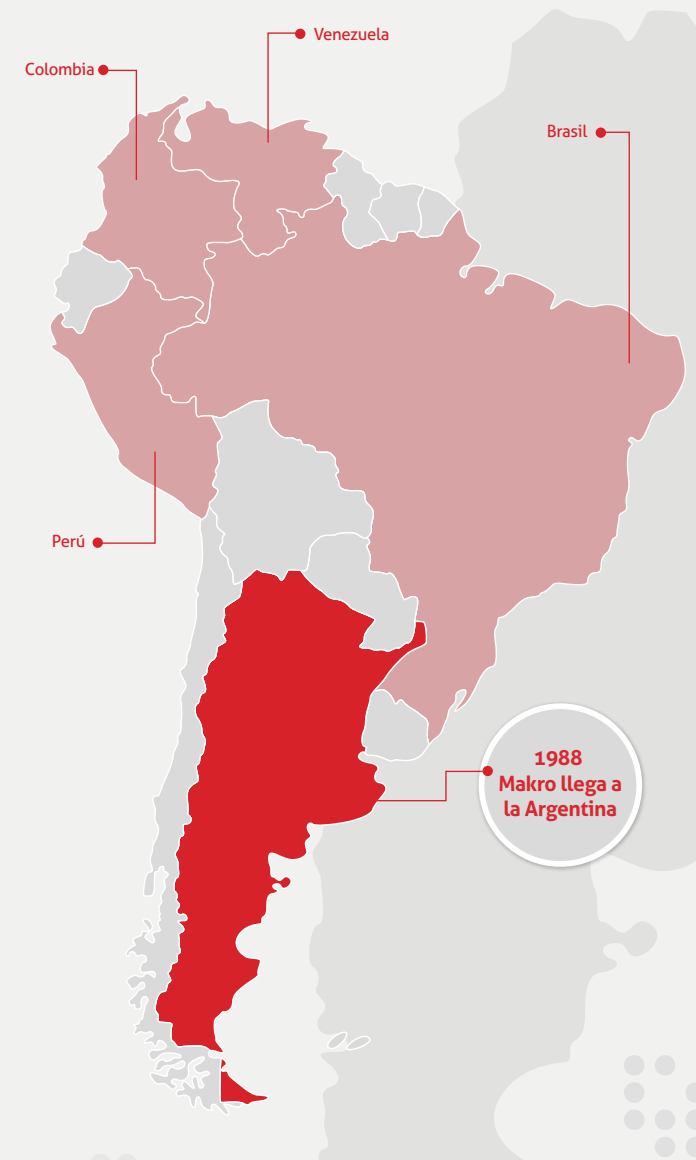 Venezuela
Colombia
Brasil
Perú
1988
Makro llega a
la Argentina